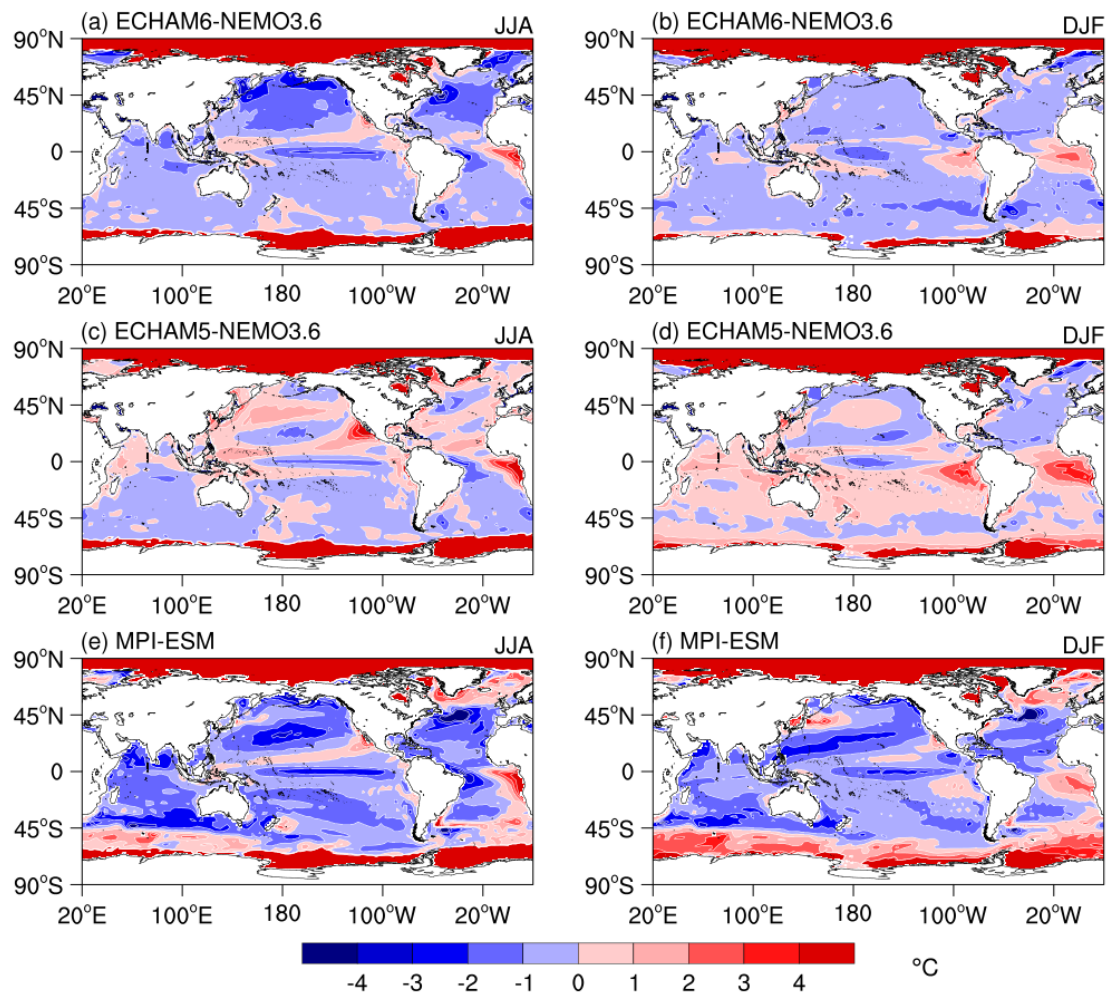 (a) ECHAM6-NEMO3.6 JJA
90°N
45°N
0
45°S
90°S
20°E 100°E 180 100°W 20°W
(b) ECHAM6-NEMO3.6 DJF
90°N
45°N
0
45°S
90°S
20°E 100°E 180 100°W 20°W
(c) ECHAM5-NEMO3.6 JJA
90°N
45°N
0
45°S
90°S
20°E 100°E 180 100°W 20°W
(d) ECHAM5-NEMO3.6 DJF
90°N
45°N
0
45°S
90°S
20°E 100°E 180 100°W 20°W
(e) MPI-ESM JJA
90°N
45°N
0
45°S
90°S
20°E 100°E 180 100°W 20°W
(f) MPI-ESM DJF
90°N
45°N
0
45°S
90°S
20°E 100°E 180 100°W 20°W
-4 -3 -2 -1 0 1 2 3 4 °C